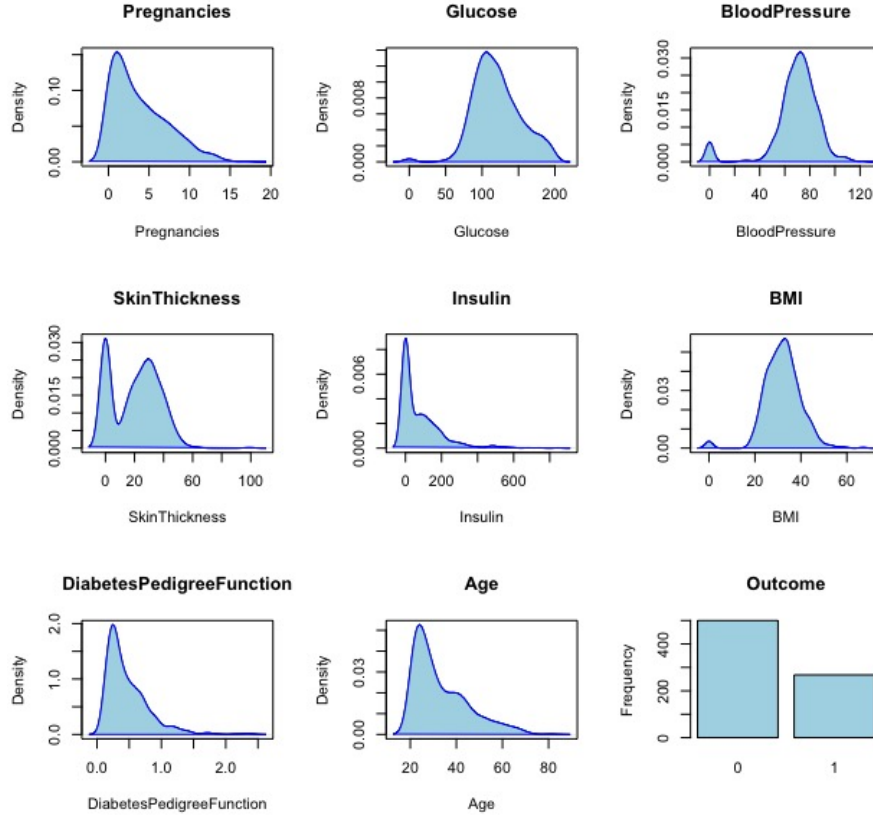 Pregnancies
Density
0.00
0.10
0 5 10 15 20
Pregnancies
Glucose
Density
0.000
0.008
0 50 100 200
Glucose
BloodPressure
Density
0.000
0.015
0.030
0 40 80 120
BloodPressure
SkinThickness
Density
0.000
0.015
0.030
0 20 60 100
SkinThickness
Insulin
Density
0.000
0.006
0 200 600
Insulin
BMI
Density
0.00
0.03
0 20 40 60
BMI
DiabetesPedigreeFunction
Density
0.0
1.0
2.0
0.0 1.0 2.0
DiabetesPedigreeFunction
Age
Density
0.00
0.03
20 40 60 80
Age
Outcome
Frequency
0
200
400
0 1